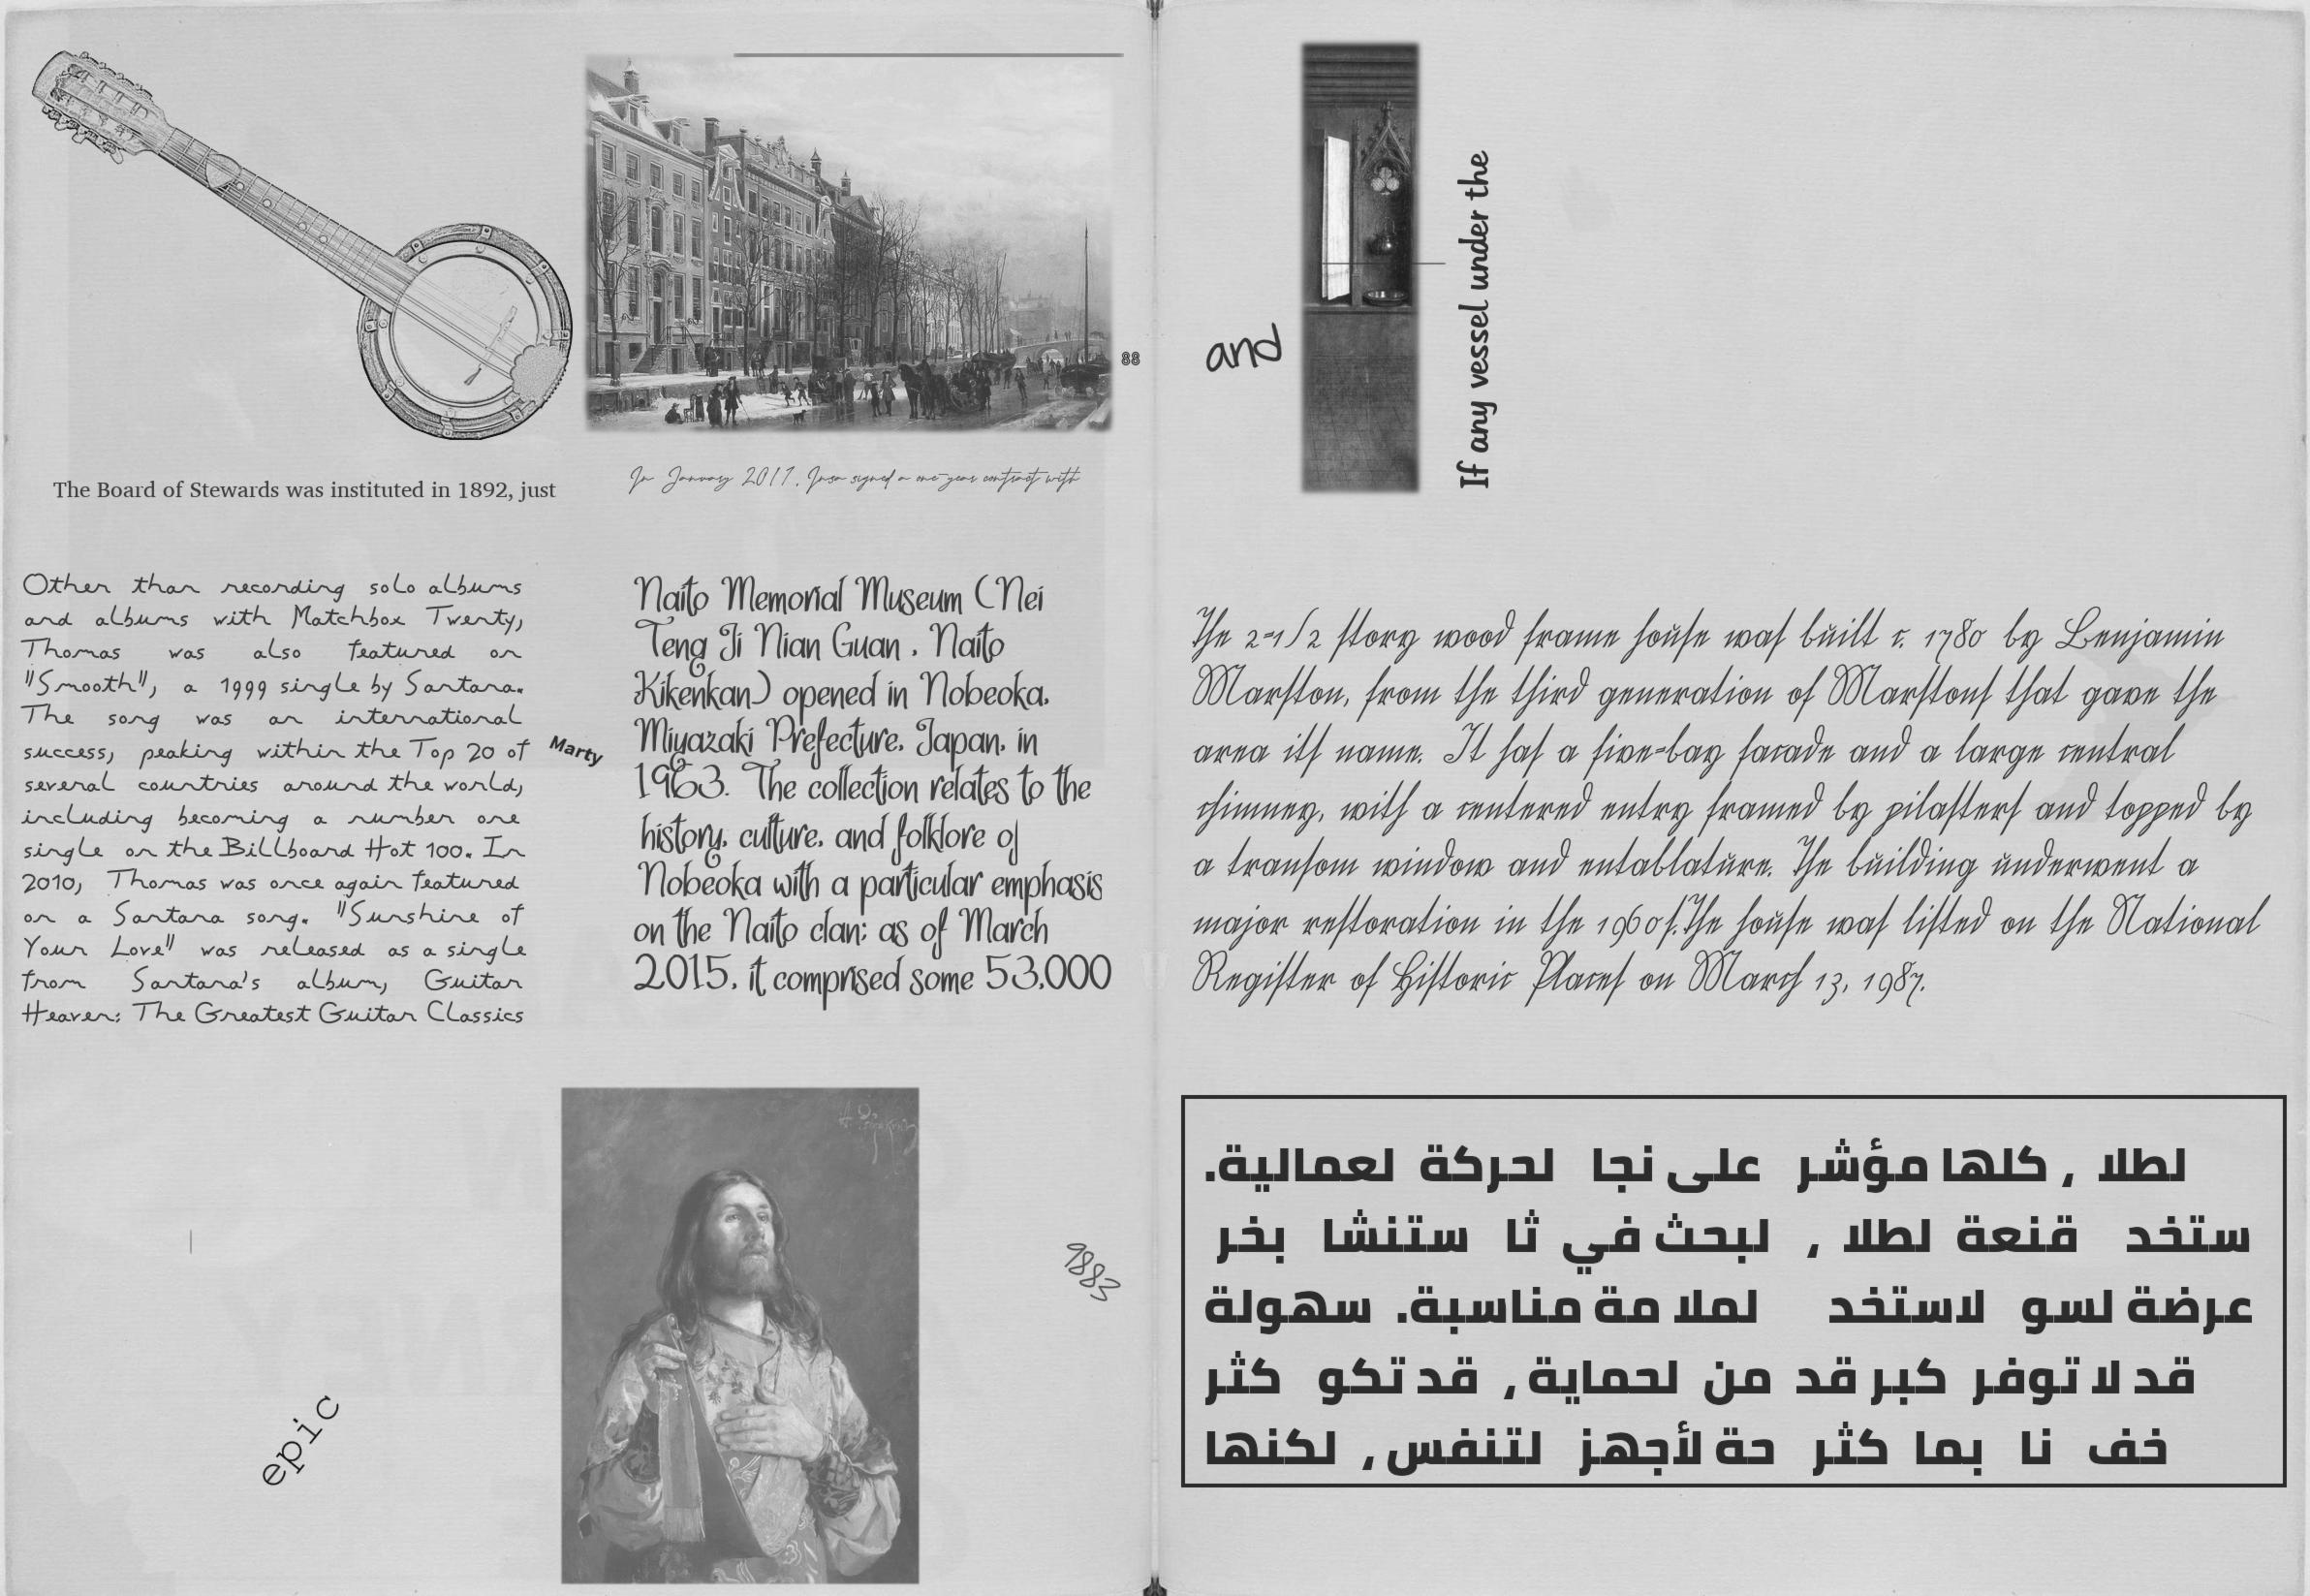 The Board of Stewards was instituted in 1892, just
In January 2017, Insa signed a one-year contract with
88
Other than recording solo albums
and albums with Matchbox Twenty,
Thomas was also featured on
"Smooth", a 1999 single by Santana.
The song was an international
success, peaking within the Top 20 of
several countries around the world,
including becoming a number one
single on the Billboard Hot 100. In
2010, Thomas was once again featured
on a Santana song. "Sunshine of
Your Love" was released as a single
from Santana's album, Guitar
Heaven: The Greatest Guitar Classics
Marty
Naito Memorial Museum (Nei
Teng Ji Nian Guan , Naito
Kikenkan) opened in Nobeoka,
Miyazaki Prefecture, Japan, in
1963. The collection relates to the
history, culture, and folklore of
Nobeoka with a particular emphasis
on the Naito clan; as of March
2015, it comprised some 53,000
epic
1883
and
If any vessel under the
The 2-1/2 story wood frame house was built c. 1780 by Benjamin
Marston, from the third generation of Marstons that gave the
area its name. It has a five-bay facade and a large central
chimney, with a centered entry framed by pilasters and topped by
a transom window and entablature. The building underwent a
major restoration in the 1960s.The house was listed on the National
Register of Historic Places on March 13, 1987.
لطلا , كلها مؤشر على نجا لحركة لعمالية.
ستخد قنعة لطلا , لبحث في ثا ستنشا بخر
عرضة لسو لاستخد لملا مة مناسبة. سهولة
قد لا توفر كبر قد من لحماية, قد تكو كثر
خف نا بما كثر حة لأجهز لتنفس, لكنها